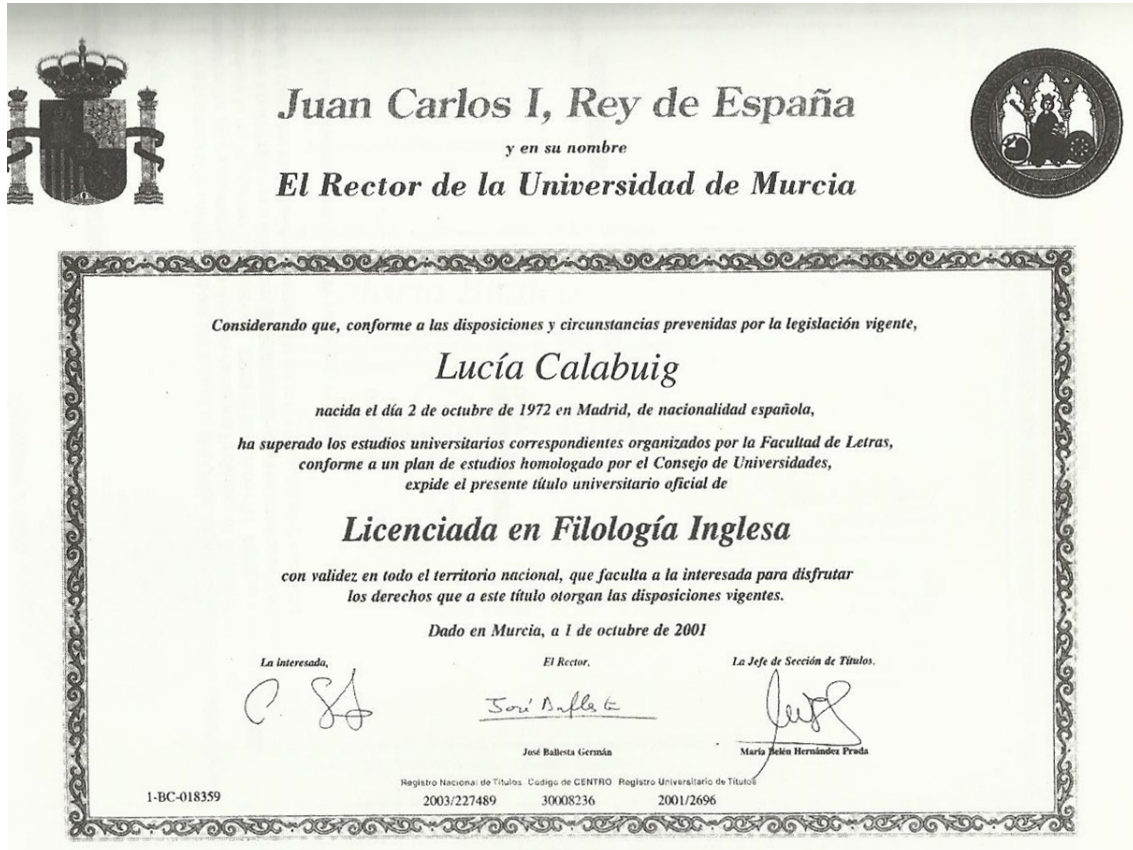 Juan Carlos I, Rey de España
y en su nombre
El Rector de la Universidad de Murcia
Considerando que, conforme a las disposiciones y circunstancias prevenidas por la legislación vigente,
Lucía Calabuig
nacida el día 2 de octubre de 1972 en Madrid, de nacionalidad española,
ha superado los estudios universitarios correspondientes organizados por la Facultad de Letras,
conforme a un plan de estudios homologado por el Consejo de Universidades,
expide el presente título universitario oficial de
Licenciada en Filología Inglesa
con validez en todo el territorio nacional, que faculta a la interesada para disfrutar
los derechos que a este título otorgan las disposiciones vigentes.
Dado en Murcia, a 1 de octubre de 2001
La interesada, El Rector, La Jefe de Sección de Títulos,
José Ballesta
José Ballesta Germán María Belén Hernández Prada
Registro Nacional de Títulos Código de CENTRO Registro Universitario de Títulos
1-BC-018359 2003/227489 30008236 2001/2696